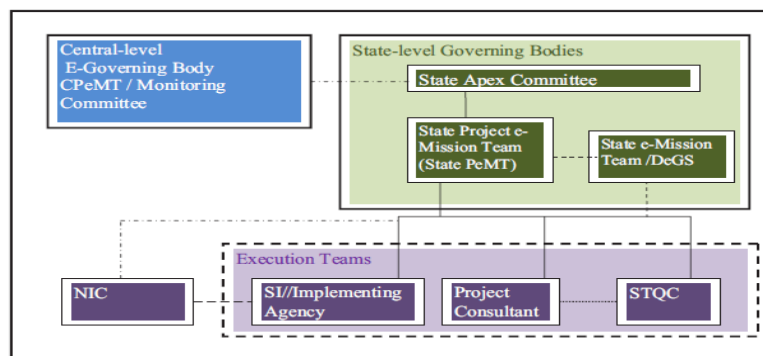 Central-level
E-Governing Body
CPeMT / Monitoring
Committee
State-level Governing Bodies
State Apex Committee
State Project e-
Mission Team
(State PeMT)
State e-Mission
Team /DeGS
Execution Teams
NIC
SI//Implementing
Agency
Project
Consultant
STQC